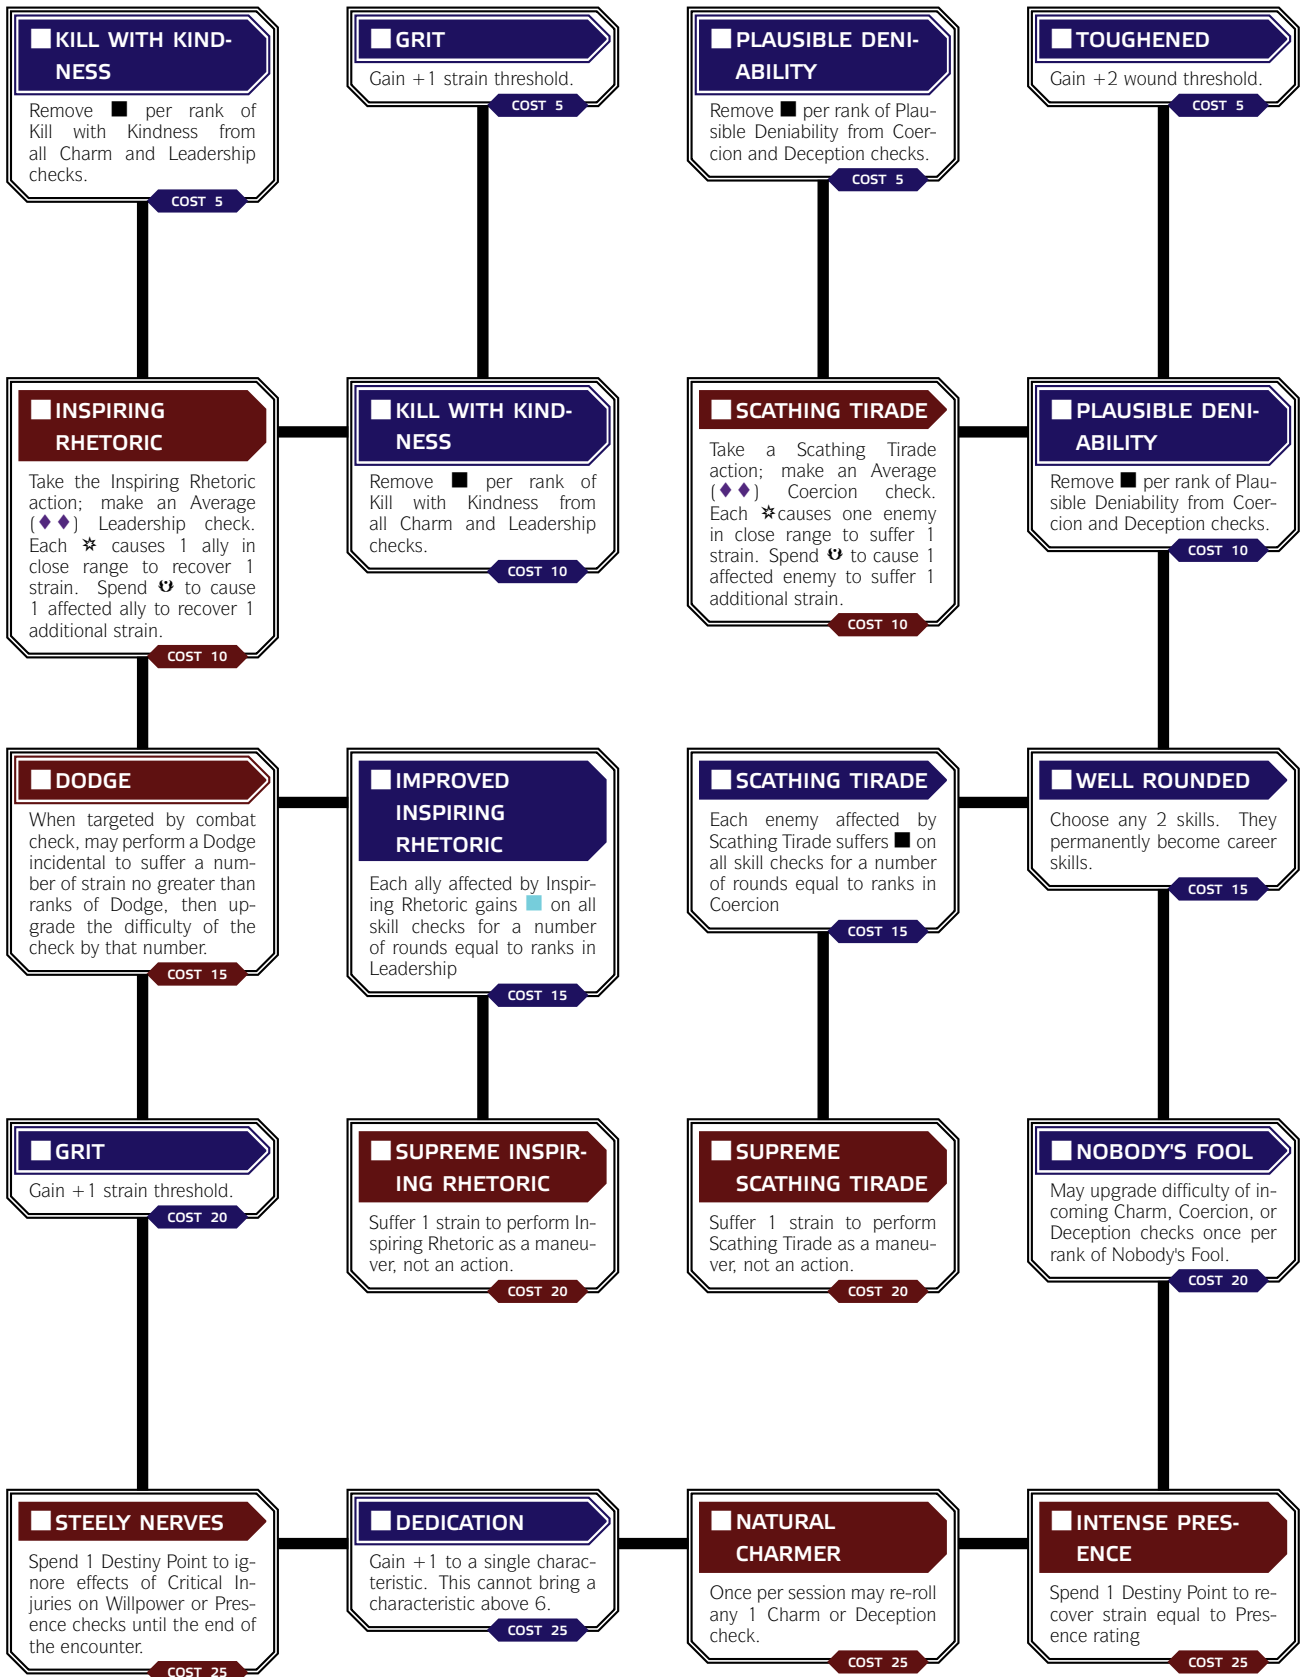 KILL WITH KIND-
NESS
Remove per rank of
Kill with Kindness from
all Charm and Leadership
checks.
COST 5
GRIT
Gain +1 strain threshold.
COST 5
PLAUSIBLE DENI-
ABILITY
Remove per rank of Plau-
sible Deniability from Coer-
cion and Deception checks.
COST 5
TOUGHENED
Gain +2 wound threshold.
COST 5
INSPIRING
RHETORIC
Take the Inspiring Rhetoric
action; make an Average
(♦♦) Leadership check.
Each causes 1 ally in
close range to recover 1
strain. Spend to cause
1 affected ally to recover 1
additional strain.
COST 10
KILL WITH KIND-
NESS
Remove per rank of
Kill with Kindness from
all Charm and Leadership
checks.
COST 10
SCATHING TIRADE
Take a Scathing Tirade
action; make an Average
(♦♦) Coercion check.
Each causes one enemy
in close range to suffer 1
strain. Spend to cause 1
affected enemy to suffer 1
additional strain.
COST 10
PLAUSIBLE DENI-
ABILITY
Remove per rank of Plau-
sible Deniability from Coer-
cion and Deception checks.
COST 10
DODGE
When targeted by combat
check, may perform a Dodge
incidental to suffer a num-
ber of strain no greater than
ranks of Dodge, then up-
grade the difficulty of the
check by that number.
COST 15
IMPROVED
INSPIRING
RHETORIC
Each ally affected by Inspir-
ing Rhetoric gains on all
skill checks for a number
of rounds equal to ranks in
Leadership
COST 15
SCATHING TIRADE
Each enemy affected by
Scathing Tirade suffers on
all skill checks for a number
of rounds equal to ranks in
Coercion
COST 15
WELL ROUNDED
Choose any 2 skills. They
permanently become career
skills.
COST 15
GRIT
Gain +1 strain threshold.
COST 20
SUPREME INSPIR-
ING RHETORIC
Suffer 1 strain to perform In-
spiring Rhetoric as a maneu-
ver, not an action.
COST 20
SUPREME
SCATHING TIRADE
Suffer 1 strain to perform
Scathing Tirade as a maneu-
ver, not an action.
COST 20
NOBODY'S FOOL
May upgrade difficulty of in-
coming Charm, Coercion, or
Deception checks once per
rank of Nobody's Fool.
COST 20
STEELY NERVES
Spend 1 Destiny Point to ig-
nore effects of Critical In-
juries on Willpower or Pres-
ence checks until the end of
the encounter.
COST 25
DEDICATION
Gain +1 to a single charac-
teristic. This cannot bring a
characteristic above 6.
COST 25
NATURAL
CHARMER
Once per session may re-roll
any 1 Charm or Deception
check.
COST 25
INTENSE PRES-
ENCE
Spend 1 Destiny Point to re-
cover strain equal to Pres-
ence rating
COST 25